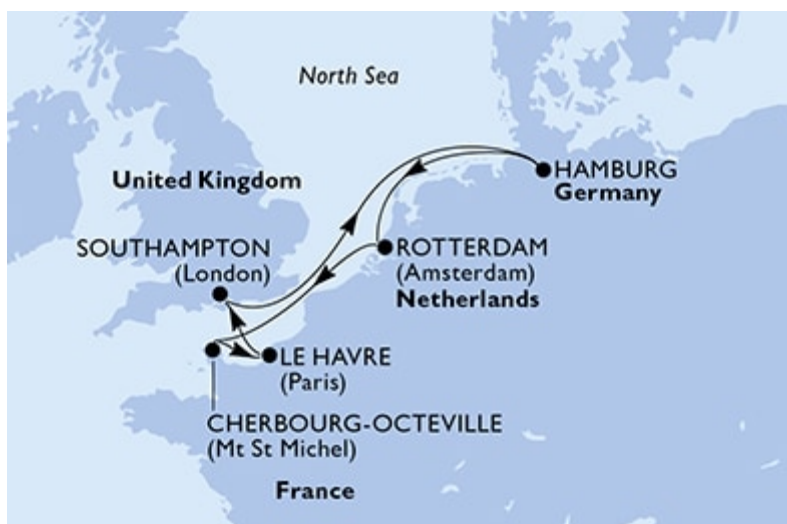 North Sea
HAMBURG
Germany
United Kingdom
SOUTHAMPTON
(London)
ROTTERDAM
(Amsterdam)
Netherlands
LE HAVRE
(Paris)
CHERBOURG-OCTEVILLE
(Mt St Michel)
France